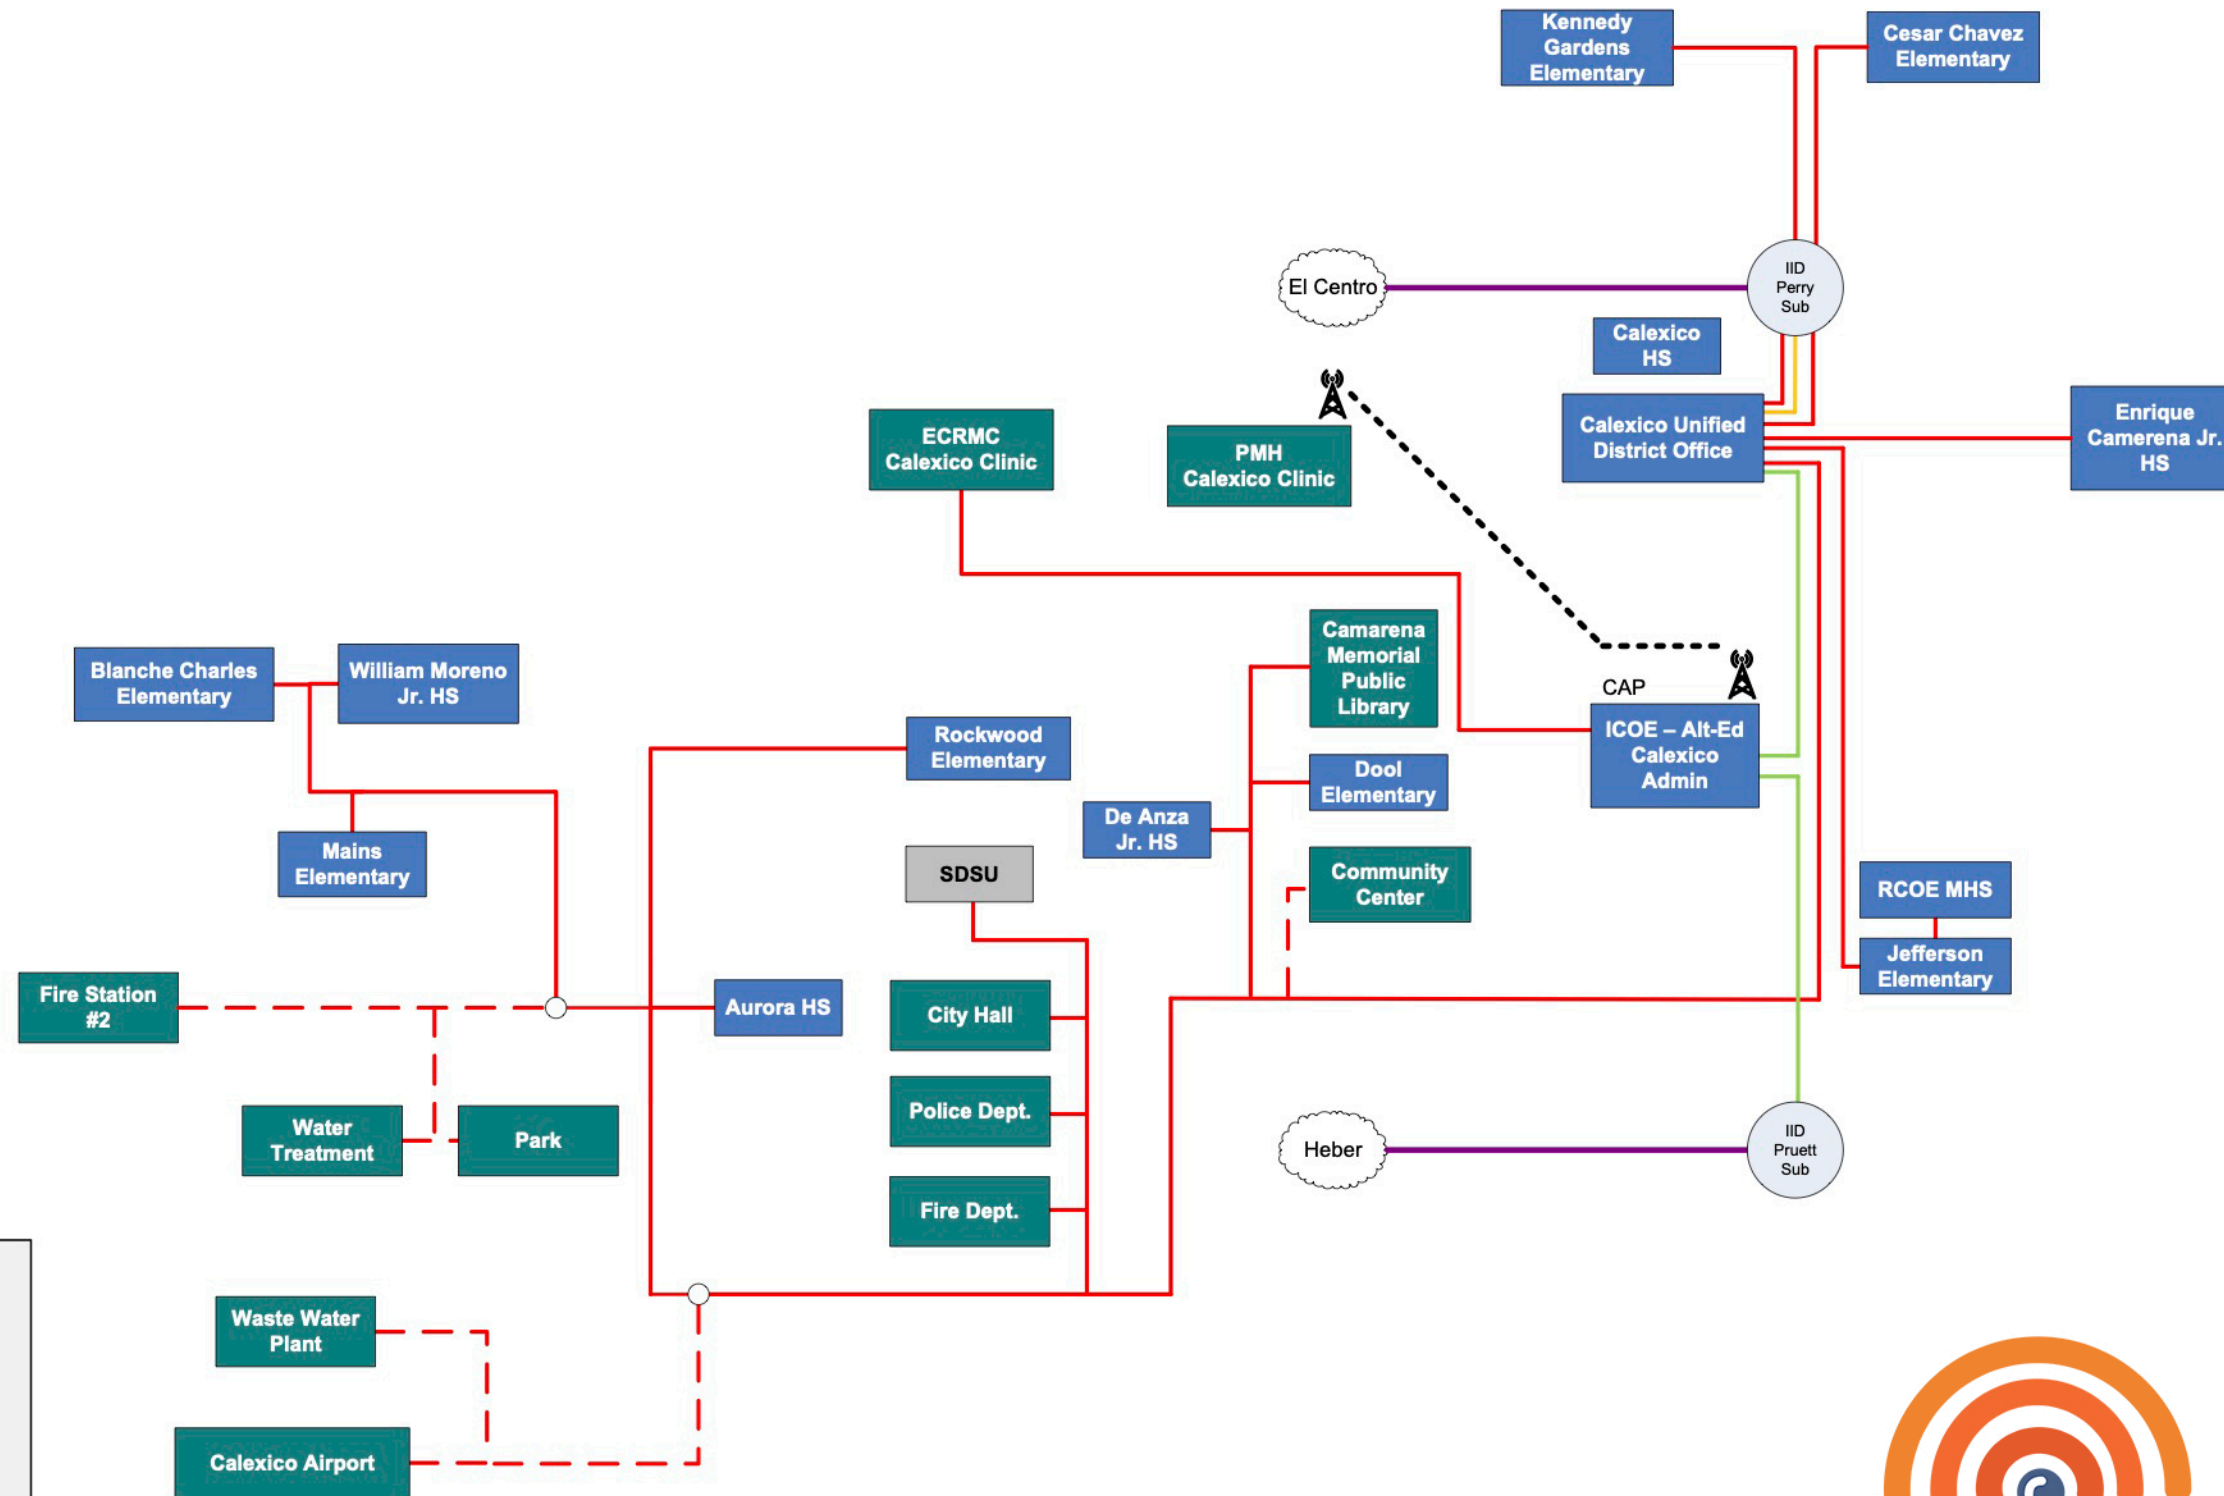 Kennedy
Gardens
Elementary
Cesar Chavez
Elementary
El Centro
IID
Perry
Sub
Calexico
HS
Calexico Unified
District Office
Enrique
Camerena Jr.
HS
ECRMC
Calexico Clinic
PMH
Calexico Clinic
Camarena
Memorial
Public
Library
Blanche Charles
Elementary
William Moreno
Jr. HS
CAP
ICOE – Alt-Ed
Calexico
Admin
Rockwood
Elementary
Dool
Elementary
De Anza
Jr. HS
Mains
Elementary
SDSU
Community
Center
RCOE MHS
Jefferson
Elementary
Fire Station
#2
Aurora HS
City Hall
Police Dept.
Water
Treatment
Park
Heber
IID
Pruett
Sub
Fire Dept.
Waste Water
Plant
Calexico Airport